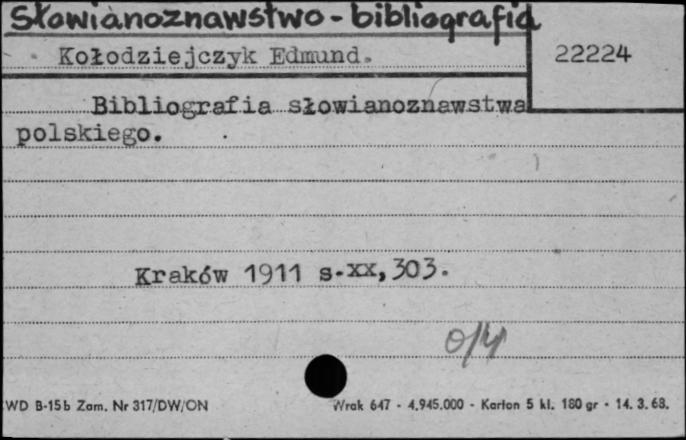 Słowianoznawstwo - bibliografia
Kołodziejczyk Edmund.
22224
Bibliografia słowianoznawstwa
polskiego.
Kraków 1911 s.xx, 303.
WD B-15b Zam. Nr 317/DW/ON
Wrak 647 - 4.945.000 - Karton 5 kl. 180 gr - 14. 3. 68.